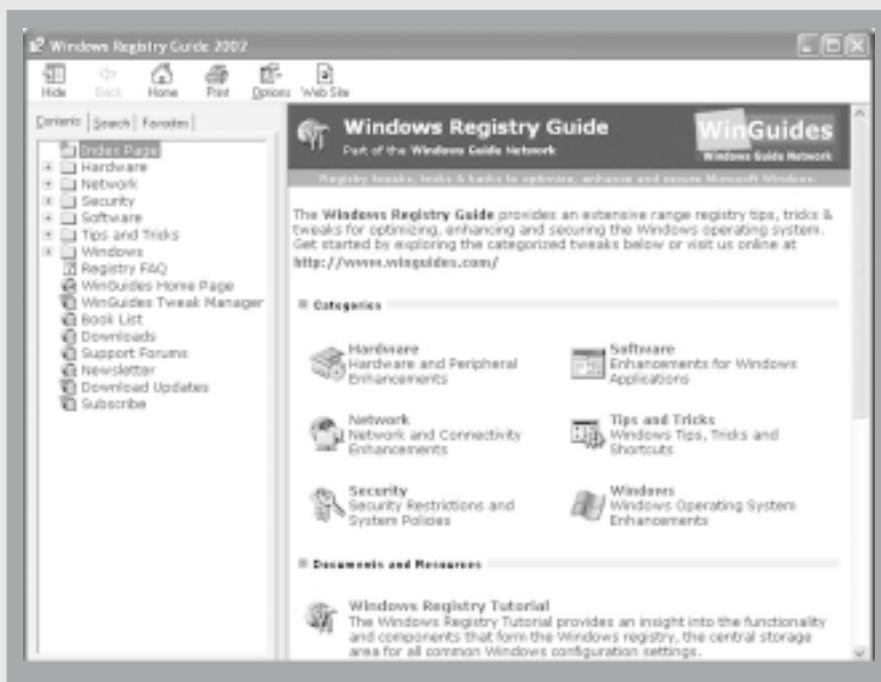 Windows Registry Guide 2002
Hide Back Home Print Options Web Site
Contents Search Favorites
Index Page
Hardware
Network
Security
Software
Tips and Tricks
Windows
Registry FAQ
WinGuides Home Page
WinGuides Tweak Manager
Book List
Downloads
Support Forums
Newsletter
Download Updates
Subscribe
Windows Registry Guide
Part of the Windows Guide Network
WinGuides
Windows Guide Network
Registry tweaks, tricks & hacks to optimize, enhance and secure Microsoft Windows.
The Windows Registry Guide provides an extensive range registry tips, tricks &
tweaks for optimizing, enhancing and securing the Windows operating system.
Get started by exploring the categorized tweaks below or visit us online at
http://www.winguides.com/
Categories
Hardware
Hardware and Peripheral
Enhancements
Software
Enhancements for Windows
Applications
Network
Network and Connectivity
Enhancements
Tips and Tricks
Windows Tips, Tricks and
Shortcuts
Security
Security Restrictions and
System Policies
Windows
Windows Operating System
Enhancements
Documents and Resources
Windows Registry Tutorial
The Windows Registry Tutorial provides an insight into the functionality
and components that form the Windows registry, the central storage
area for all common Windows configuration settings.